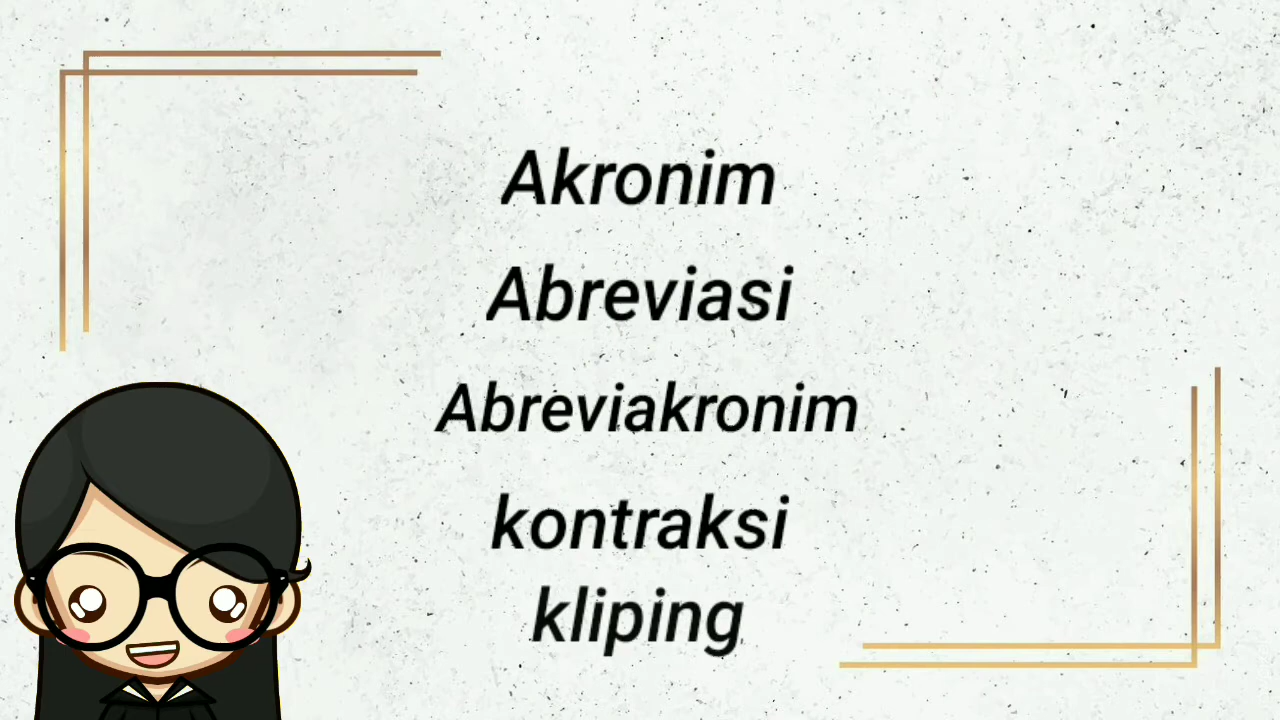 Akronim
Abreviasi
Abreviakronim
kontraksi
kliping